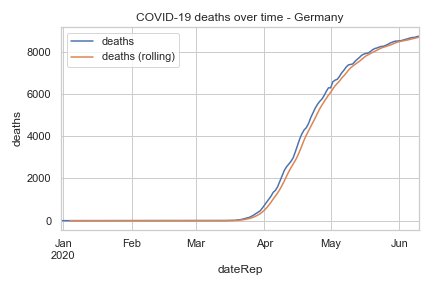 COVID-19 deaths over time - Germany
deaths
deaths (rolling)
deaths
8000
6000
4000
2000
0
Jan
2020
Feb
Mar
Apr
May
Jun
dateRep